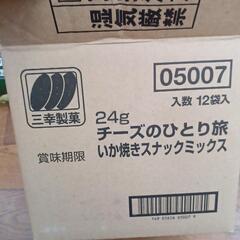 湿気厳禁
05007
入数 12袋入
三幸製菓
24g
チーズのひとり旅
いか焼きスナックミックス
賞味期限